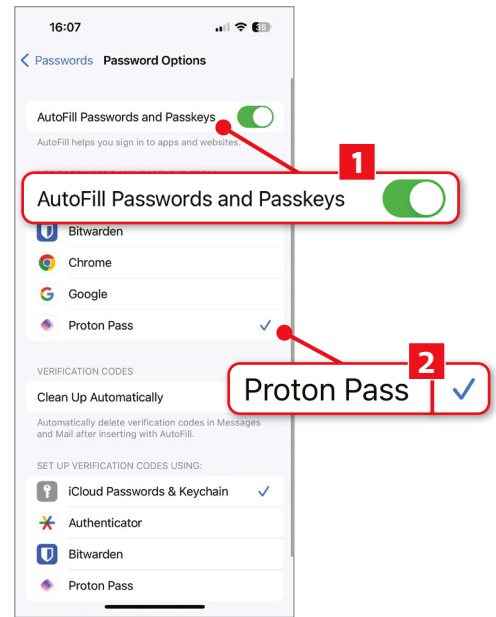 16:07
35
Passwords Password Options
AutoFill Passwords and Passkeys
AutoFill helps you sign in to apps and websites.
1
AutoFill Passwords and Passkeys
Bitwarden
Chrome
Google
Proton Pass
2
Proton Pass
VERIFICATION CODES
Clean Up Automatically
Automatically delete verification codes in Messages
and Mail after inserting with AutoFill.
SET UP VERIFICATION CODES USING:
iCloud Passwords & Keychain
Authenticator
Bitwarden
Proton Pass